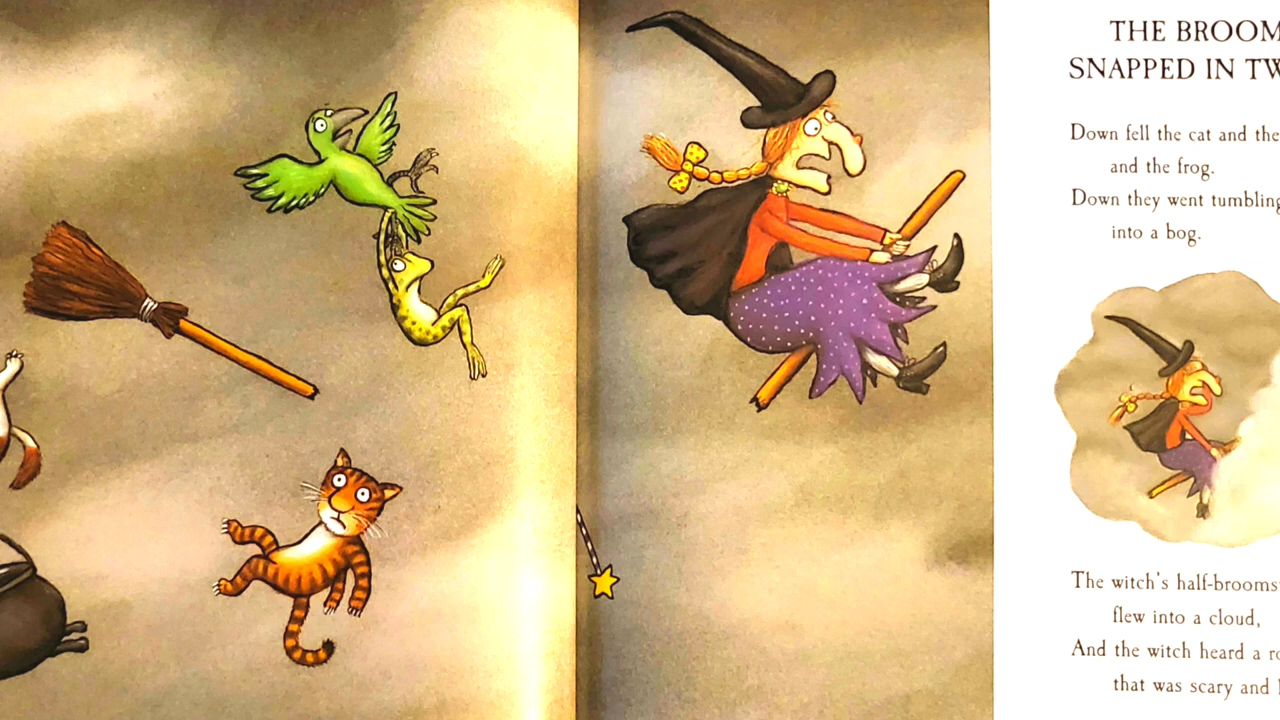 THE BROOM
SNAPPED IN TW
Down fell the cat and the
and the frog.
Down they went tumbling
into a bog.
The witch's half-brooms
flew into a cloud,
And the witch heard a ro
that was scary and l